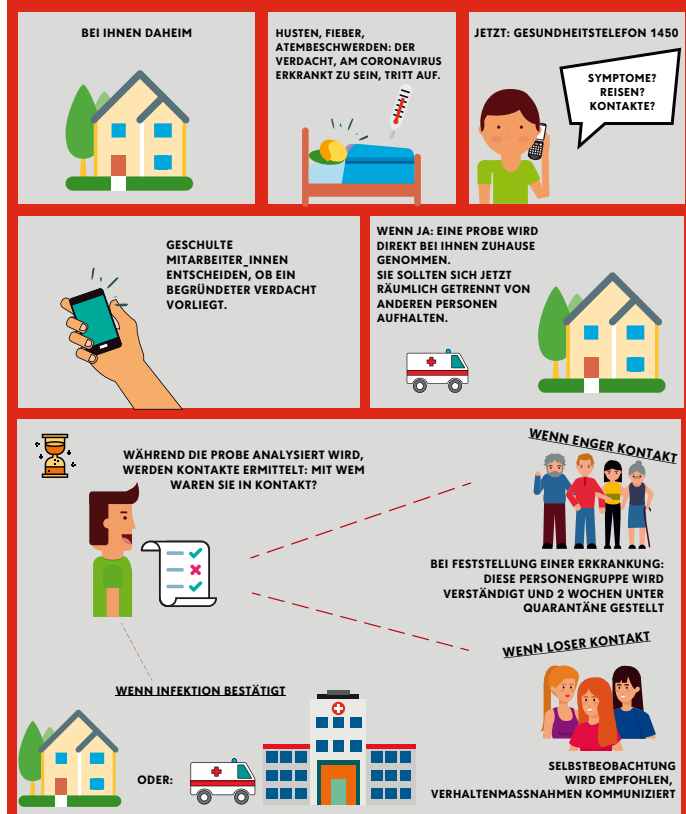 BEI IHNEN DAHEIM
HUSTEN, FIEBER,
ATEMBESCHWERDEN: DER
VERDACHT, AM CORONAVIRUS
ERKRANKT ZU SEIN, TRITT AUF.
JETZT: GESUNDHEITSTELEFON 1450
SYMPTOME?
REISEN?
KONTAKTE?
GESCHULTE
MITARBEITER_INNEN
ENTSCHEIDEN, OB EIN
BEGRÜNDETER VERDACHT
VORLIEGT.
WENN JA: EINE PROBE WIRD
DIREKT BEI IHNEN ZUHAUSE
GENOMMEN.
SIE SOLLTEN SICH JETZT
RÄUMLICH GETRENNT VON
ANDEREN PERSONEN
AUFHALTEN.
WÄHREND DIE PROBE ANALYSIERT WIRD,
WERDEN KONTAKTE ERMITTELT: MIT WEM
WAREN SIE IN KONTAKT?
WENN ENGER KONTAKT
BEI FESTSTELLUNG EINER ERKRANKUNG:
DIESE PERSONENGRUPPE WIRD
VERSTÄNDIGT UND 2 WOCHEN UNTER
QUARANTÄNE GESTELLT
WENN LOSER KONTAKT
SELBSTBEOBACHTUNG
WIRD EMPFOHLEN,
VERHALTENMASSNAHMEN KOMMUNIZIERT
WENN INFEKTION BESTÄTIGT
ODER: